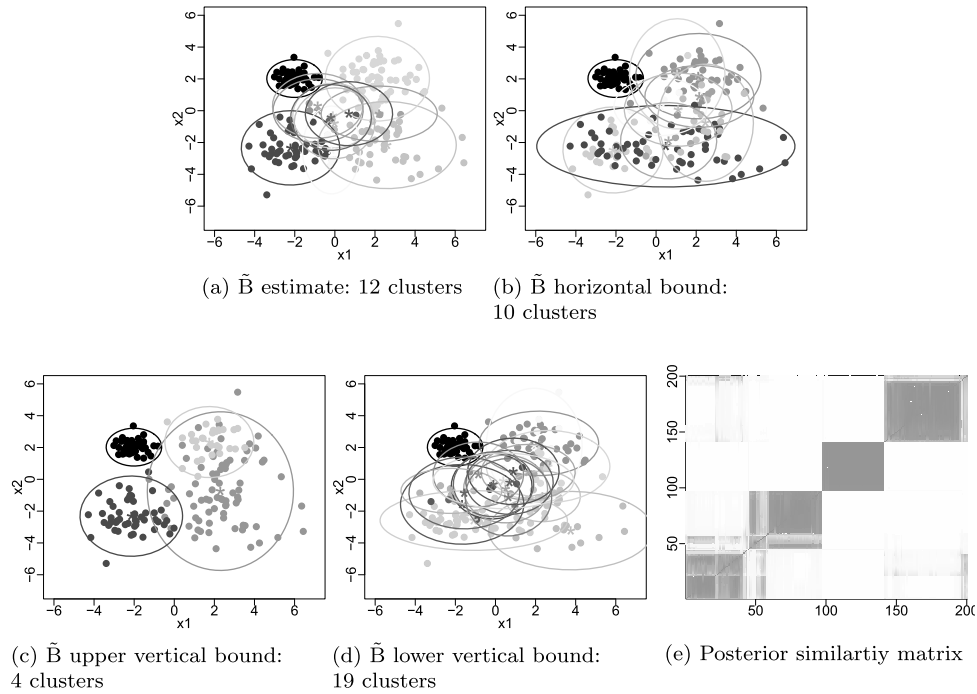 6
4
2
0
−2
−4
−6
x2
−6 −4 −2 0 2 4 6
x1
6
4
2
0
−2
−4
−6
x2
−6 −4 −2 0 2 4 6
x1
(a) B̃ estimate: 12 clusters
(b) B̃ horizontal bound:
10 clusters
6
4
2
0
−2
−4
−6
x2
−6 −4 −2 0 2 4 6
x1
6
4
2
0
−2
−4
−6
x2
−6 −4 −2 0 2 4 6
x1
200
150
100
50
50 100 150 200
(c) B̃ upper vertical bound:
4 clusters
(d) B̃ lower vertical bound:
19 clusters
(e) Posterior similartiy matrix